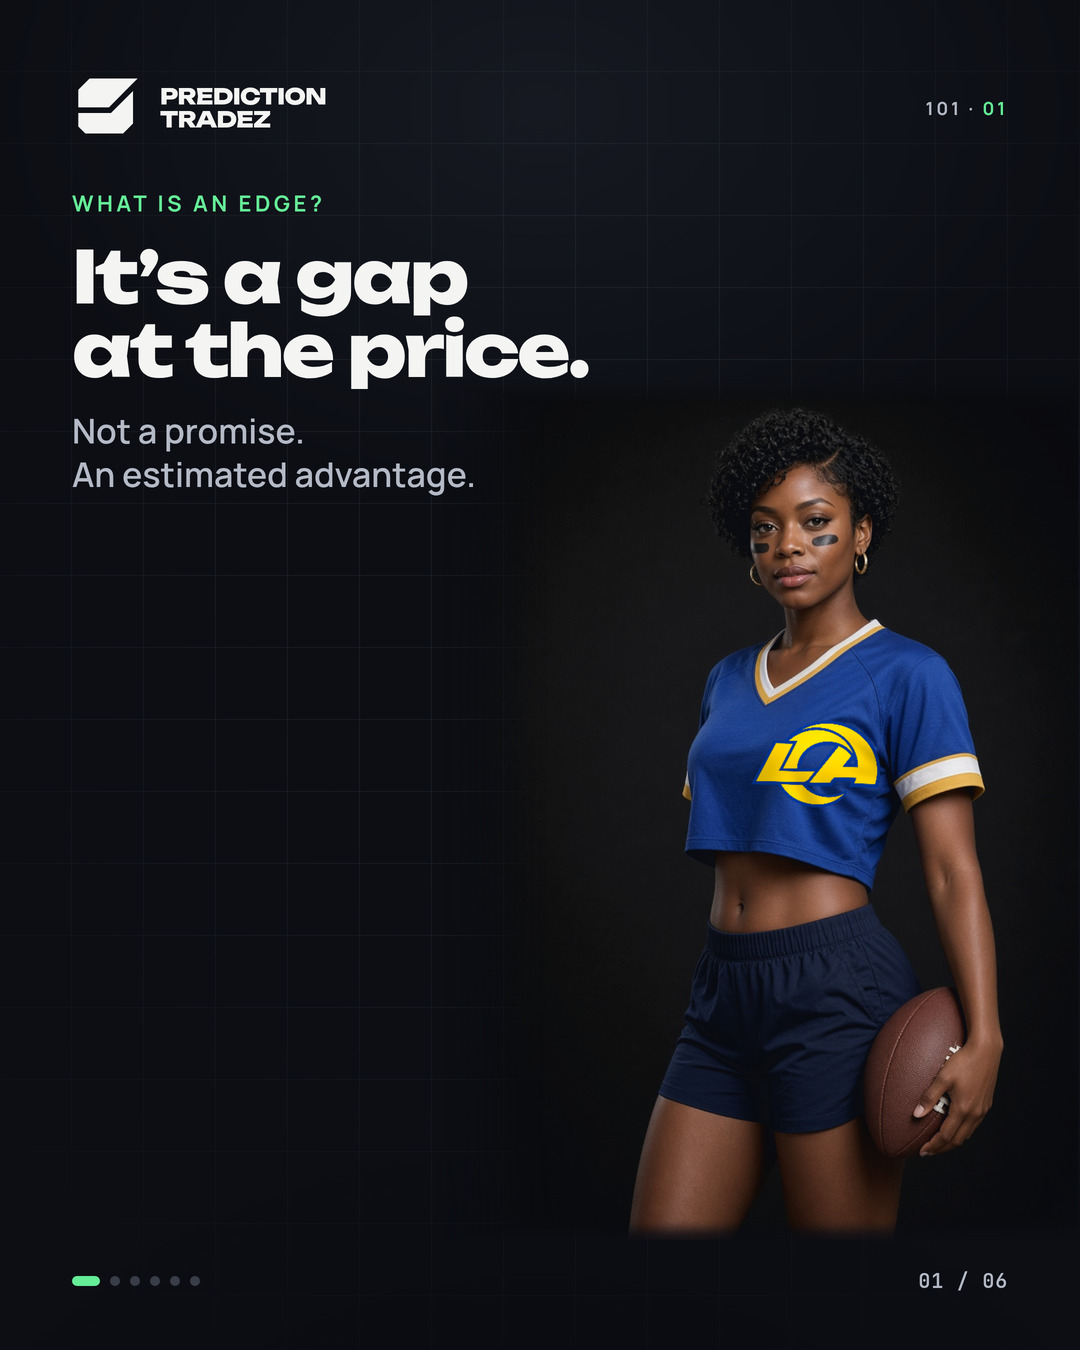 PREDICTION
TRADEZ
101 · 01
WHAT IS AN EDGE?
It’s a gap
at the price.
Not a promise.
An estimated advantage.
LA
01 / 06